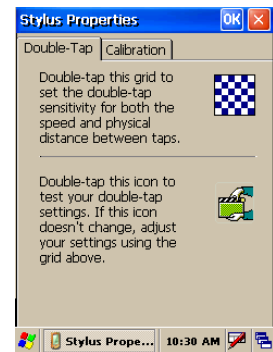 Stylus Properties
OK
Double-Tap
Calibration
Double-tap this grid to
set the double-tap
sensitivity for both the
speed and physical
distance between taps.
Double-tap this icon to
test your double-tap
settings. If this icon
doesn't change, adjust
your settings using the
grid above.
Stylus Prope...
10:30 AM